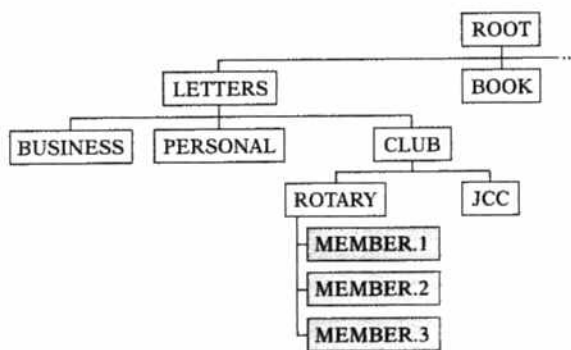 ROOT
LETTERS
BOOK
BUSINESS
PERSONAL
CLUB
ROTARY
JCC
MEMBER.1
MEMBER.2
MEMBER.3